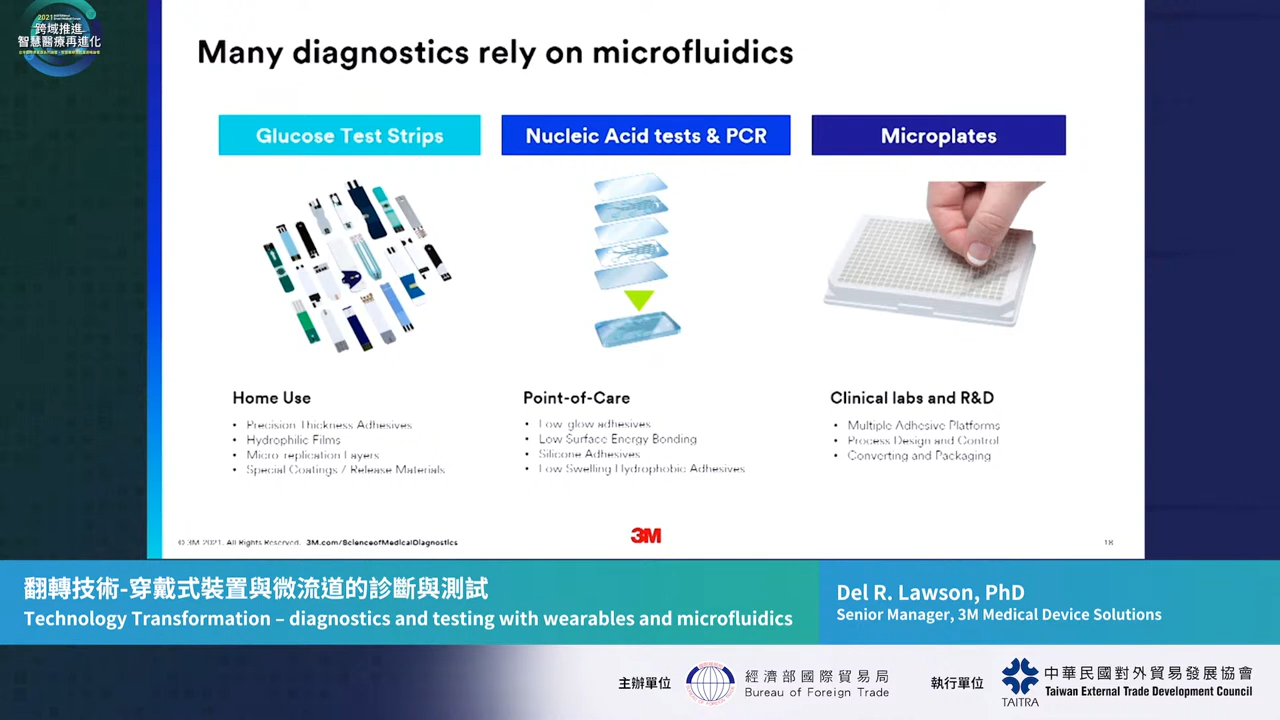 2021
跨域推進
智慧醫療再進化
Many diagnostics rely on microfluidics
Glucose Test Strips
Nucleic Acid tests & PCR
Microplates
Home Use
• Precision Thickness Adhesives
• Hydrophilic Films
• Micro-replication Layers
• Special Coatings / Release Materials
Point-of-Care
• Low-glow adhesives
• Low Surface Energy Bonding
• Silicone Adhesives
• Low Swelling Hydrophobic Adhesives
Clinical labs and R&D
• Multiple Adhesive Platforms
• Process Design and Control
• Converting and Packaging
© 3M 2021. All Rights Reserved. 3M.com/ScienceofMedicalDiagnostics
3M
18
翻轉技術-穿戴式裝置與微流道的診斷與測試
Technology Transformation – diagnostics and testing with wearables and microfluidics
Del R. Lawson, PhD
Senior Manager, 3M Medical Device Solutions
主辦單位
經濟部國際貿易局
Bureau of Foreign Trade
執行單位
TAITRA
中華民國對外貿易發展協會
Taiwan External Trade Development Council